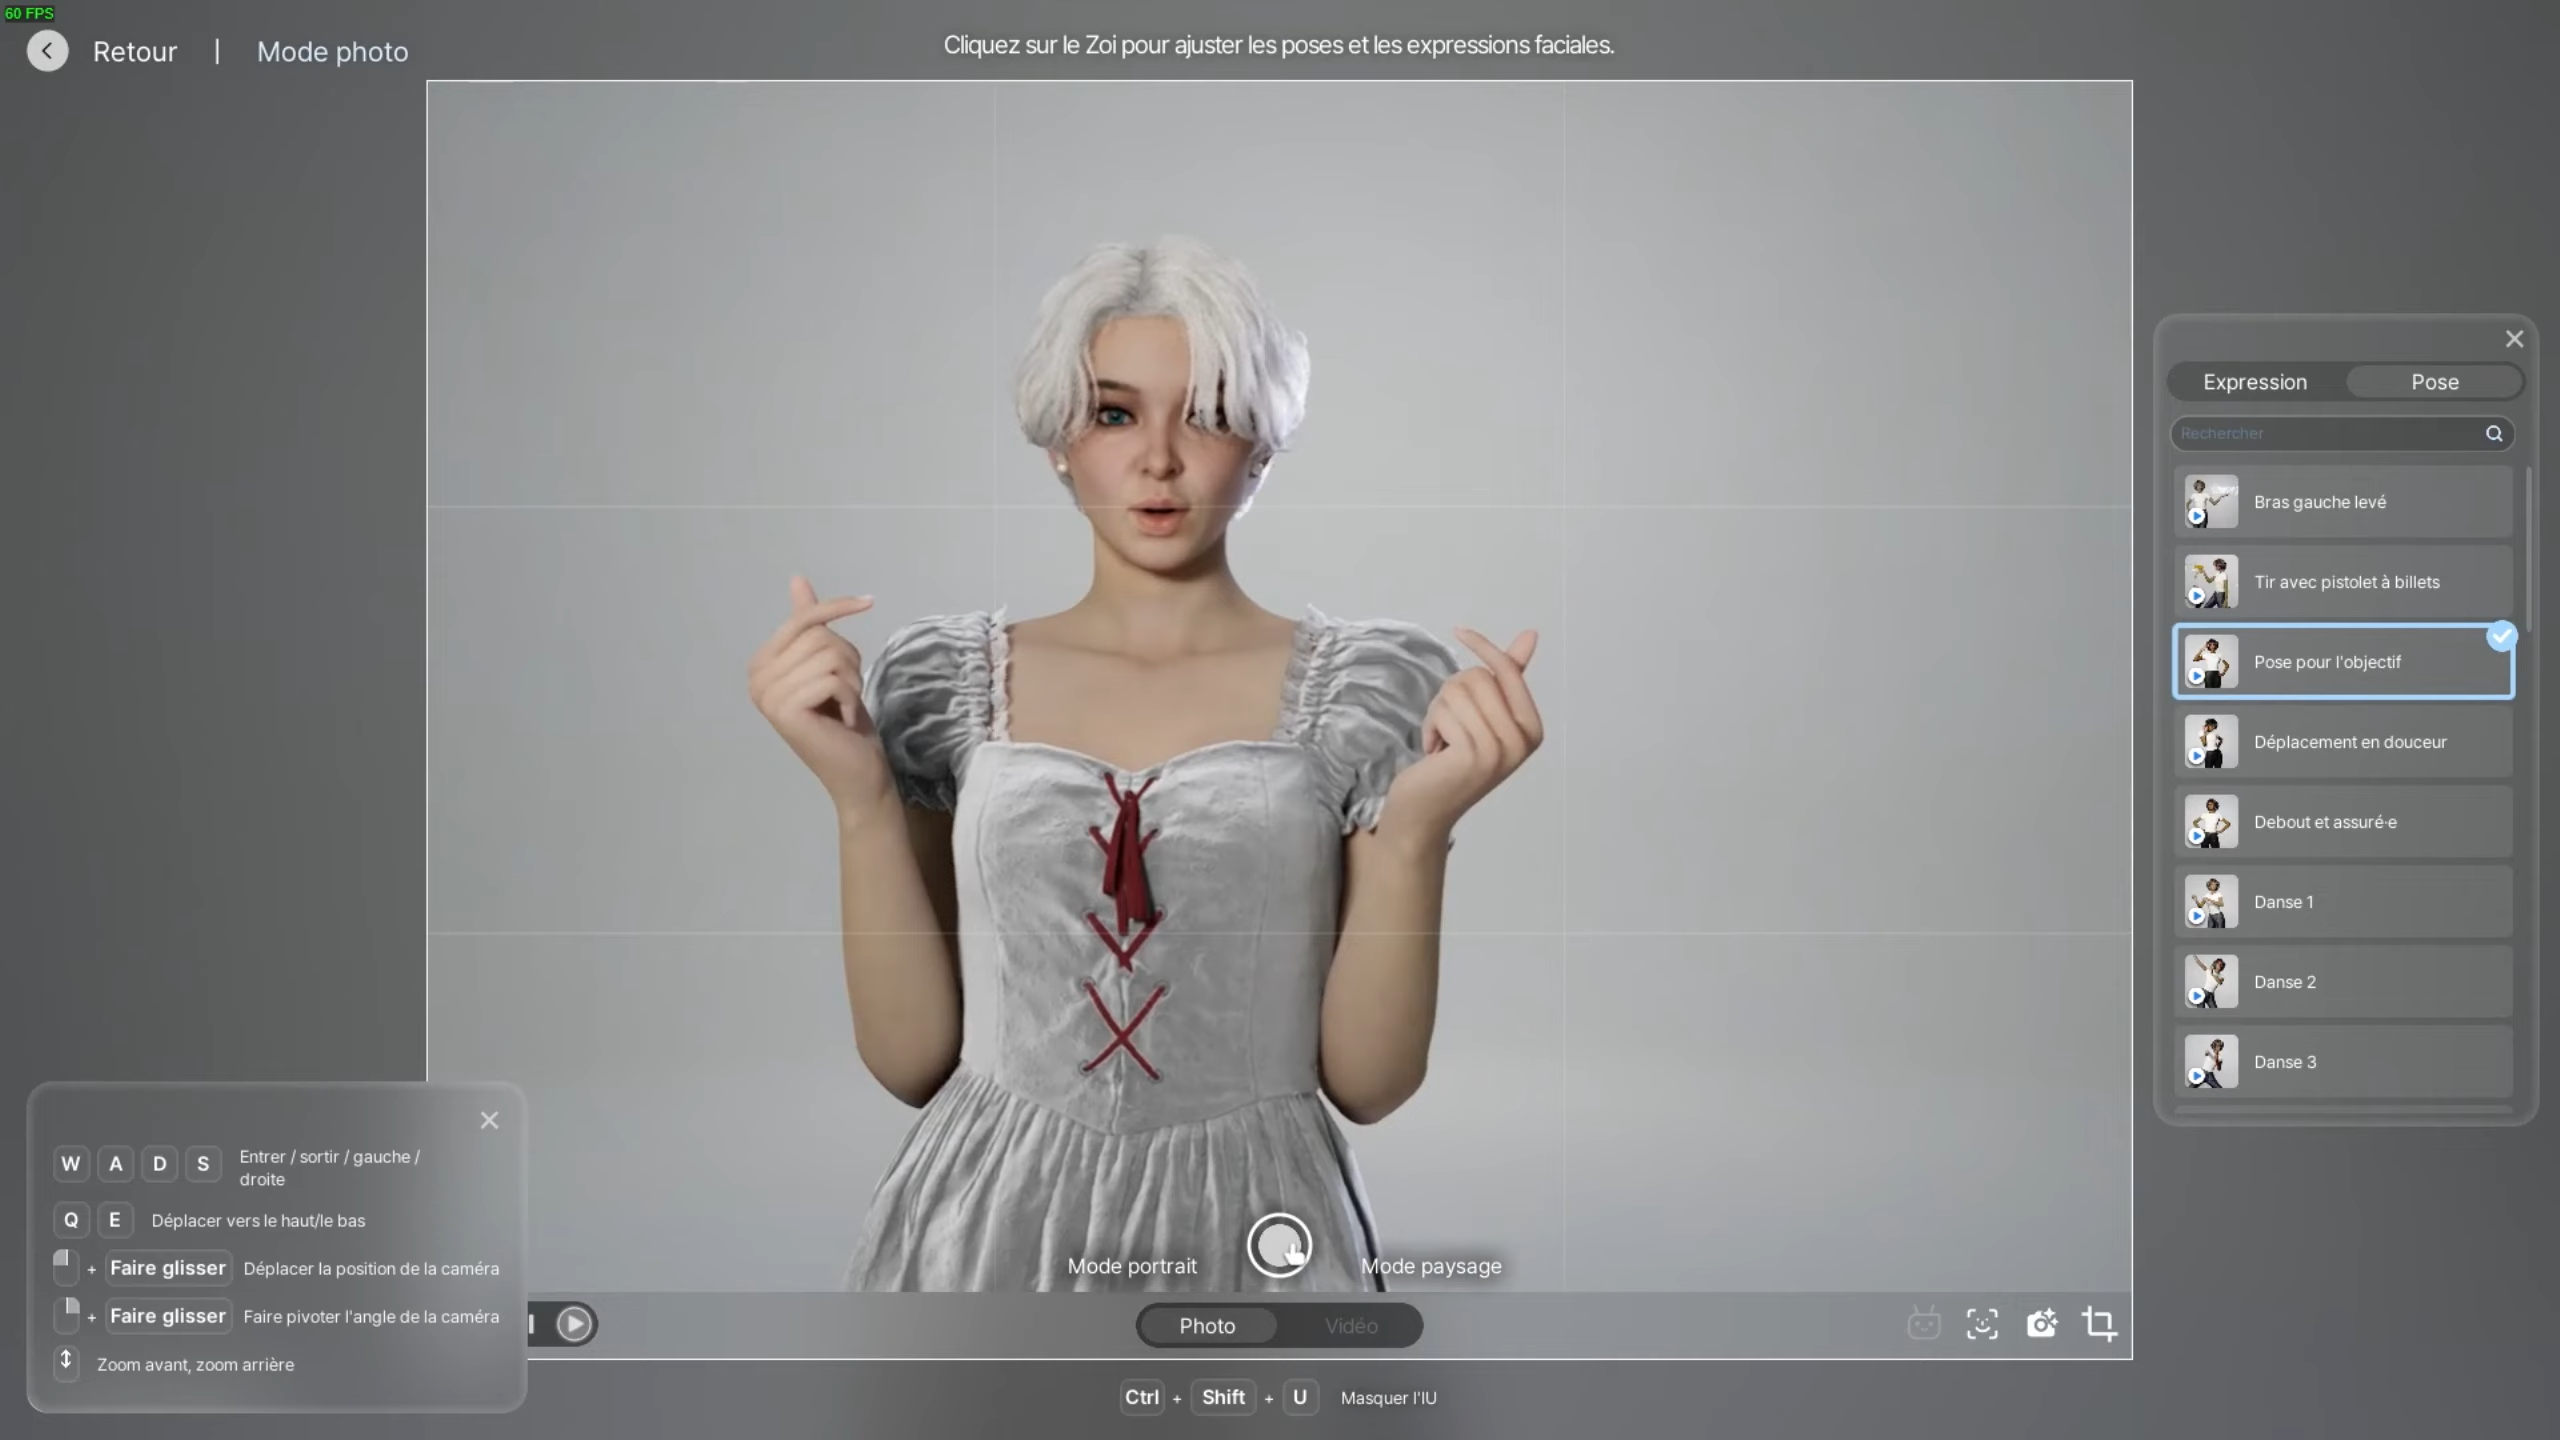 60 FPS
Retour | Mode photo
Cliquez sur le Zoi pour ajuster les poses et les expressions faciales.
Expression Pose
Rechercher
Bras gauche levé
Tir avec pistolet à billets
Pose pour l'objectif
Déplacement en douceur
Debout et assuré·e
Danse 1
Danse 2
Danse 3
W A D S Entrer / sortir / gauche /
droite
Q E Déplacer vers le haut/le bas
+ Faire glisser Déplacer la position de la caméra
+ Faire glisser Faire pivoter l'angle de la caméra
Zoom avant, zoom arrière
Mode portrait Mode paysage
Photo Vidéo
Ctrl + Shift + U Masquer l'IU